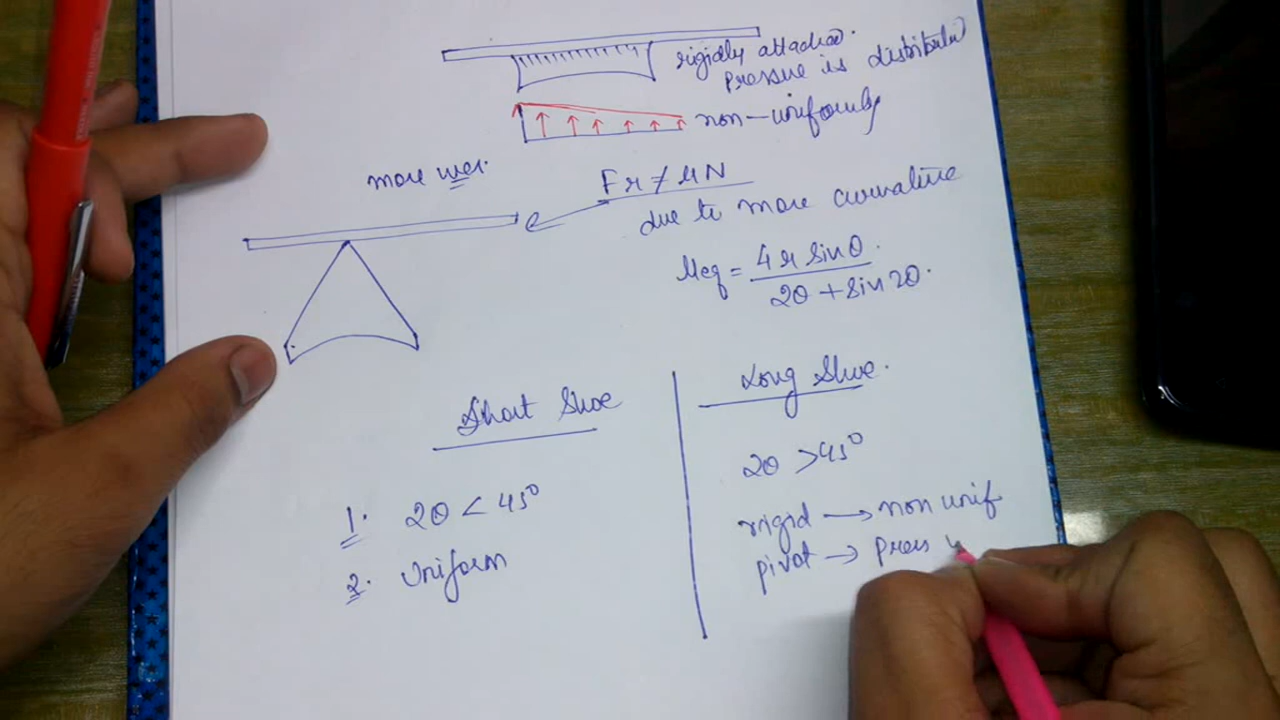 rigidly attached.
pressure is distributed
non-uniformly
more wear.
Fr ≠ μN
due to more curvature
μeq = 4μ sinθ / 2θ + sin2θ.
Short Shoe
Long Shoe.
1. 2θ < 45°
2θ > 45°
rigid → non unif
2. Uniform
pivot → press